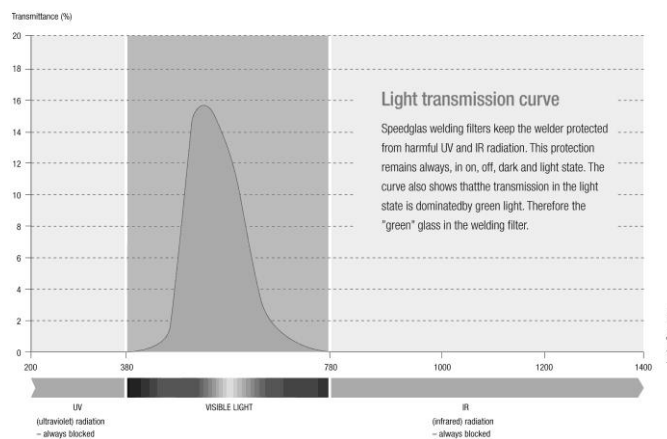 Transmittance (%)
20
18
16
14
12
10
8
6
4
2
0
Light transmission curve
Speedglas welding filters keep the welder protected
from harmful UV and IR radiation. This protection
remains always, in on, off, dark and light state. The
curve also shows thatthe transmission in the light
state is dominatedby green light. Therefore the
"green" glass in the welding filter.
200
380
780
1000
1200
1400
UV
(ultraviolet) radiation
– always blocked
VISIBLE LIGHT
IR
(infrared) radiation
– always blocked